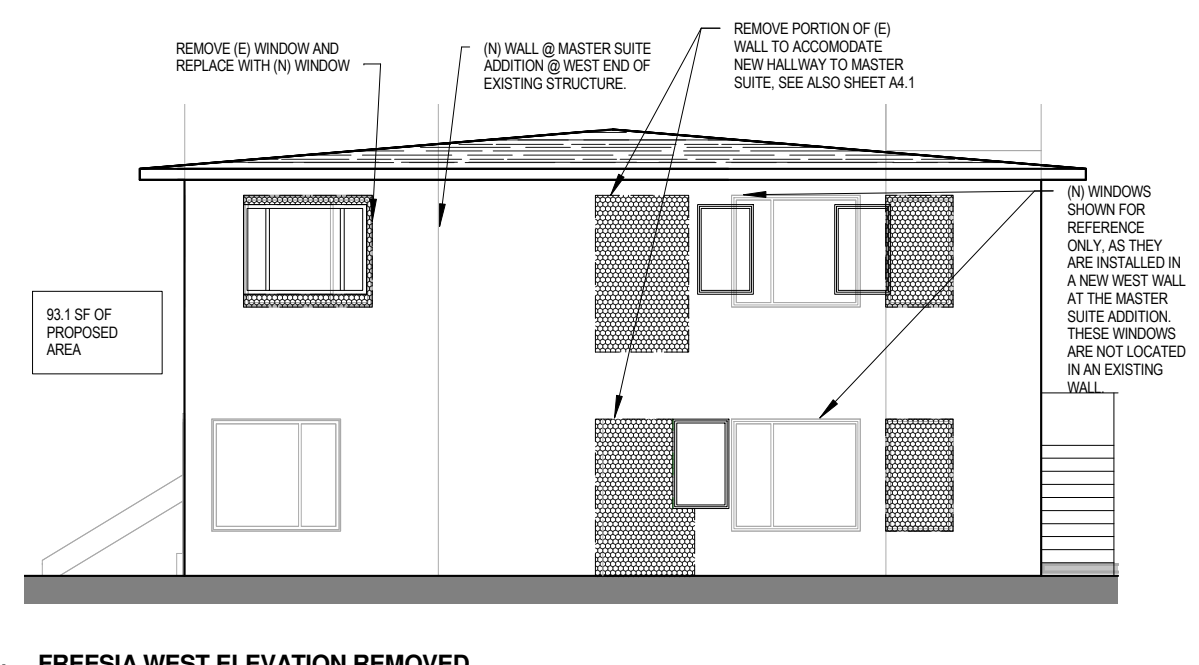 REMOVE (E) WINDOW AND
REPLACE WITH (N) WINDOW
(N) WALL @ MASTER SUITE
ADDITION @ WEST END OF
EXISTING STRUCTURE.
REMOVE PORTION OF (E)
WALL TO ACCOMODATE
NEW HALLWAY TO MASTER
SUITE, SEE ALSO SHEET A4.1
(N) WINDOWS
SHOWN FOR
REFERENCE
ONLY, AS THEY
ARE INSTALLED IN
A NEW WEST WALL
AT THE MASTER
SUITE ADDITION.
THESE WINDOWS
ARE NOT LOCATED
IN AN EXISTING
WALL.
93.1 SF OF
PROPOSED
AREA
FREESIA WEST ELEVATION REMOVED